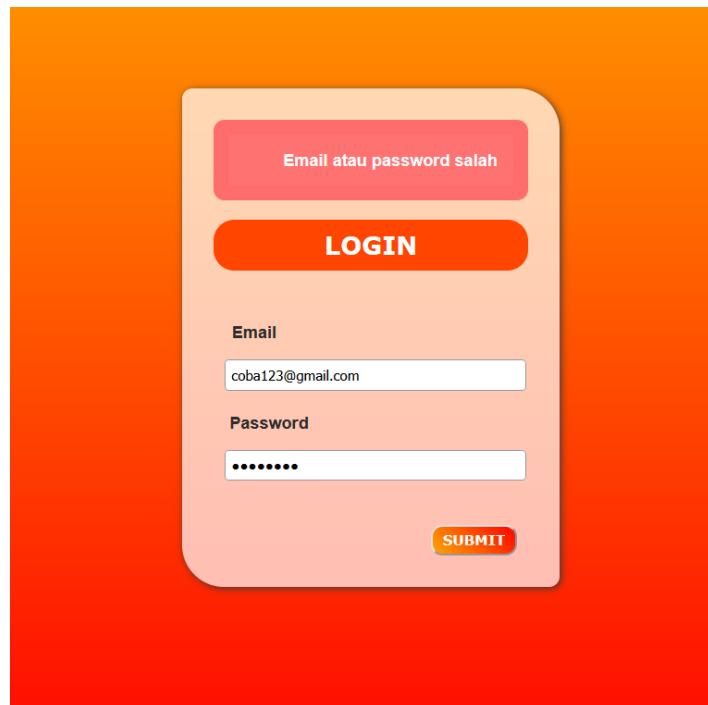 Email atau password salah
LOGIN
Email
coba123@gmail.com
Password
••••••••
SUBMIT